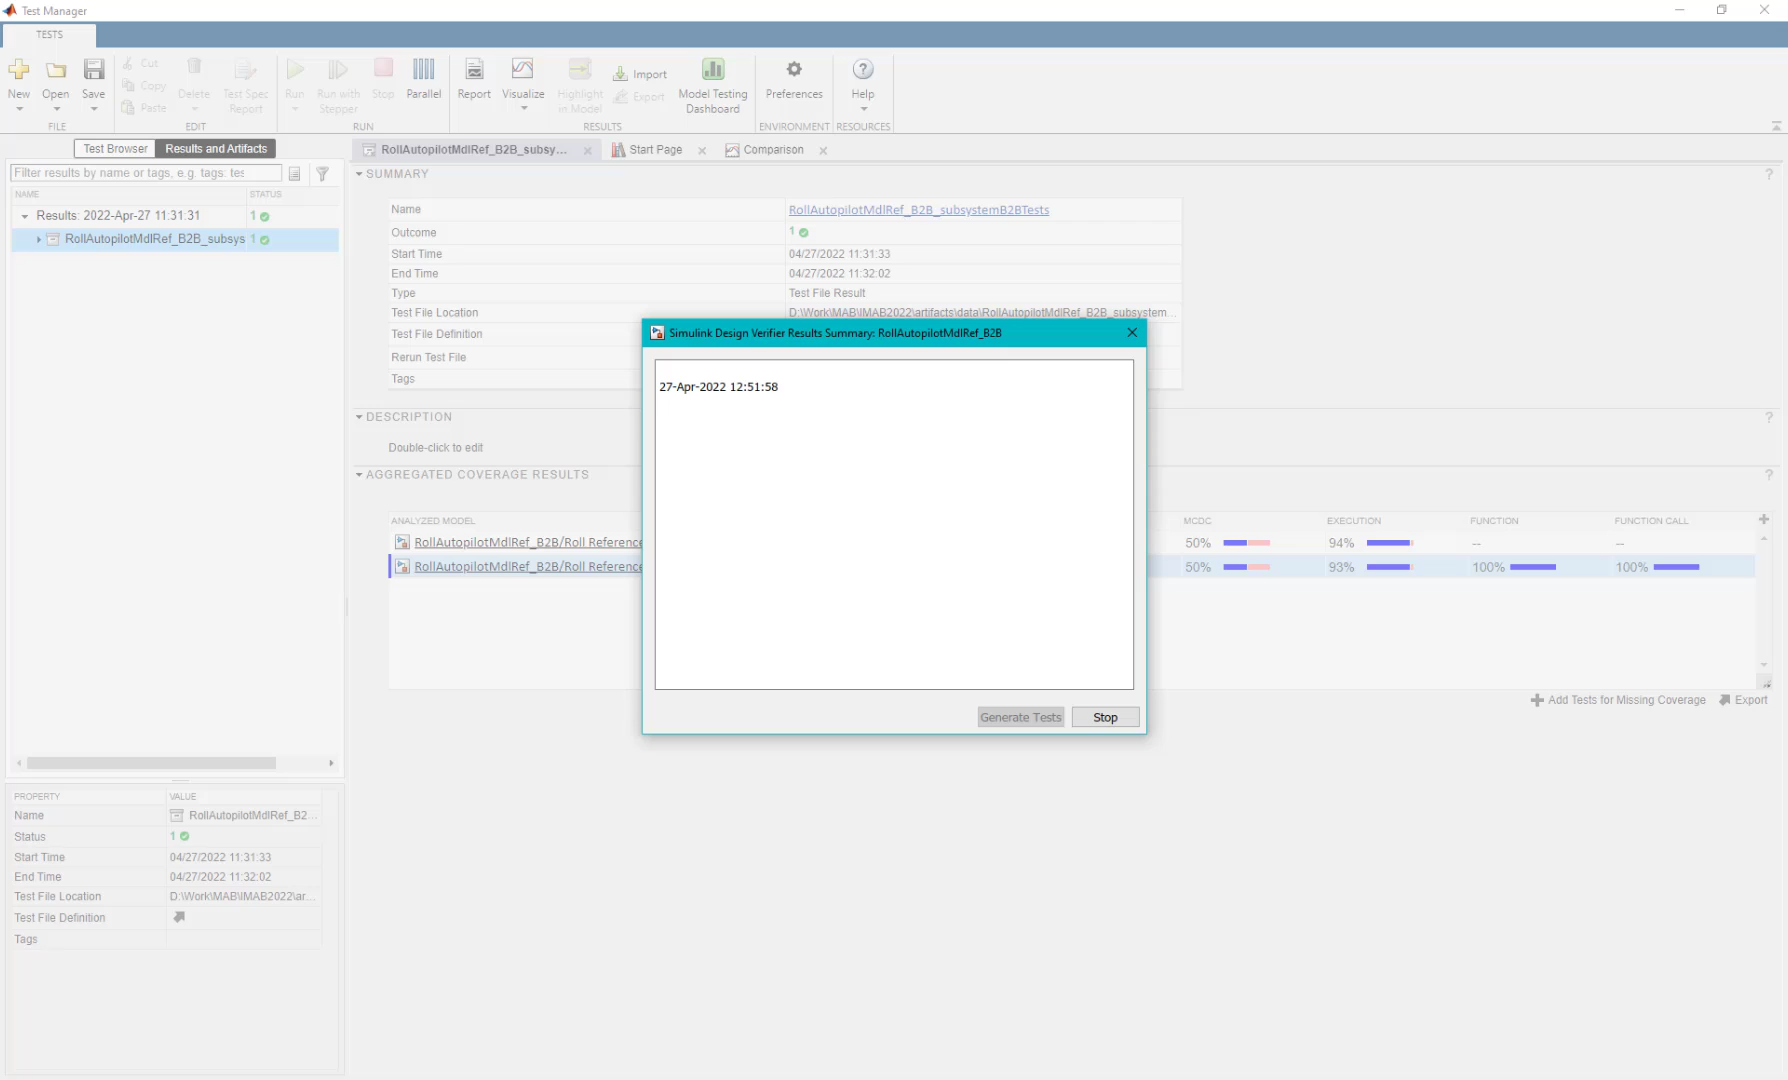 Test Manager
TESTS
New
Open
Save
FILE
Cut
Copy
Paste
Delete
Test Spec
Report
EDIT
Run
Run with
Stepper
Stop
Parallel
RUN
Report
Visualize
Highlight
in Model
Import
Export
Model Testing
Dashboard
RESULTS
Preferences
ENVIRONMENT
Help
RESOURCES
Test Browser
Results and Artifacts
Filter results by name or tags, e.g. tags: tes
NAME
STATUS
Results: 2022-Apr-27 11:31:31
1
RollAutopilotMdlRef_B2B_subsys
1
PROPERTY
VALUE
Name
RollAutopilotMdlRef_B2...
Status
1
Start Time
04/27/2022 11:31:33
End Time
04/27/2022 11:32:02
Test File Location
D:\Work\MAB\IMAB2022\ar...
Test File Definition
Tags
RollAutopilotMdlRef_B2B_subsy...
Start Page
Comparison
SUMMARY
?
Name
RollAutopilotMdlRef_B2B_subsystemB2BTests
Outcome
1
Start Time
04/27/2022 11:31:33
End Time
04/27/2022 11:32:02
Type
Test File Result
Test File Location
D:\Work\MAB\IMAB2022\artifacts\data\RollAutopilotMdlRef_B2B_subsystem...
Test File Definition
Rerun Test File
Tags
DESCRIPTION
?
Double-click to edit
AGGREGATED COVERAGE RESULTS
?
ANALYZED MODEL
MCDC
EXECUTION
FUNCTION
FUNCTION CALL
RollAutopilotMdlRef_B2B/Roll Reference
50%
94%
--
--
RollAutopilotMdlRef_B2B/Roll Reference
50%
93%
100%
100%
Add Tests for Missing Coverage
Export
Simulink Design Verifier Results Summary: RollAutopilotMdlRef_B2B
27-Apr-2022 12:51:58
Generate Tests
Stop